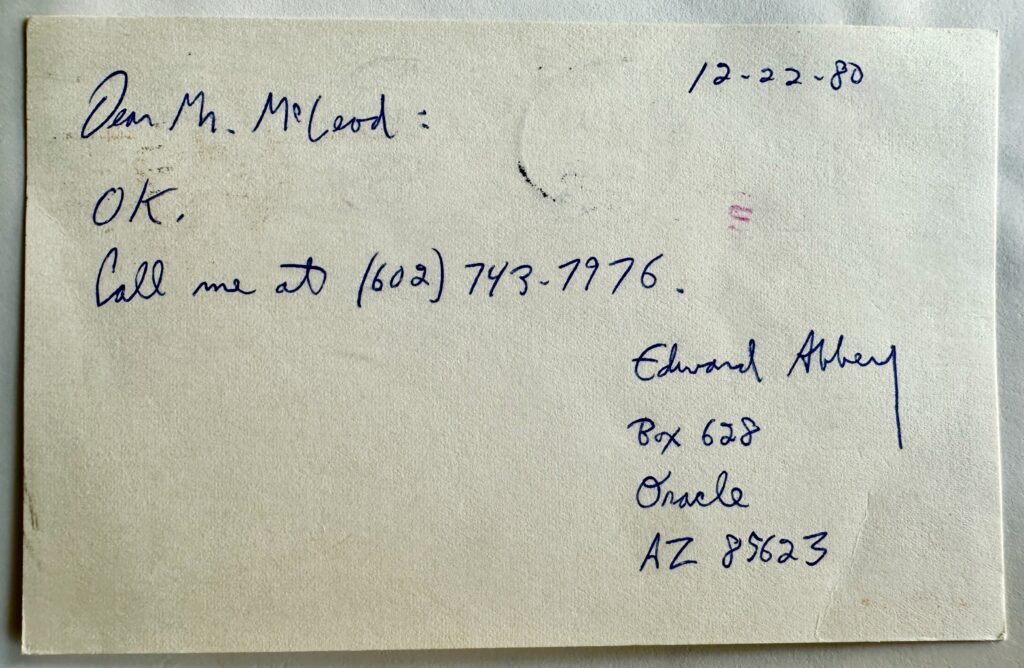 12-22-80
Dear Mr. McLeod:
OK.
Call me at (602) 743-7976.
Edward Abbey
Box 628
Oracle
AZ 85623